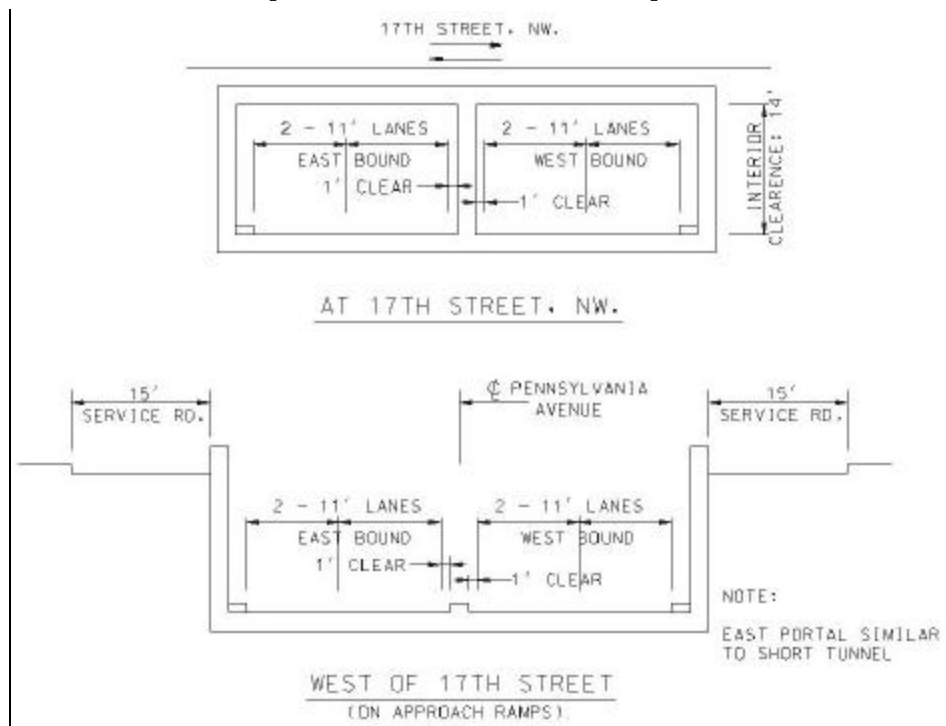 17TH STREET, NW.
2 - 11' LANES
EAST BOUND
1' CLEAR
2 - 11' LANES
WEST BOUND
1' CLEAR
INTERIOR
CLEARENCE: 14'
AT 17TH STREET, NW.
15'
SERVICE RD.
℄ PENNSYLVANIA
AVENUE
15'
SERVICE RD.
2 - 11' LANES
EAST BOUND
1' CLEAR
2 - 11' LANES
WEST BOUND
1' CLEAR
NOTE:
EAST PORTAL SIMILAR
TO SHORT TUNNEL
WEST OF 17TH STREET
(ON APPROACH RAMPS)